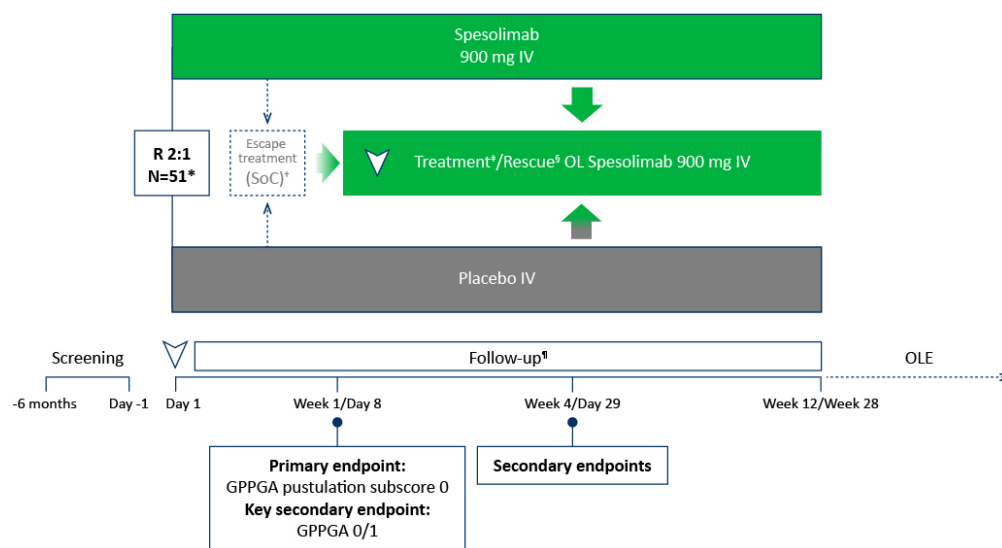 Spesolimab
900 mg IV
R 2:1
N=51*
Escape
treatment
(SoC)†
Treatment‡/Rescue§ OL Spesolimab 900 mg IV
Placebo IV
Screening
Follow-up¶
OLE
-6 months
Day -1
Day 1
Week 1/Day 8
Week 4/Day 29
Week 12/Week 28
Primary endpoint:
GPPGA pustulation subscore 0
Key secondary endpoint:
GPPGA 0/1
Secondary endpoints